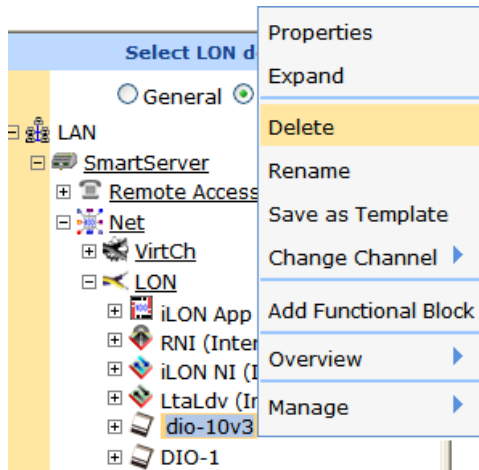 Select LON d
General
LAN
SmartServer
Remote Access
Net
VirtCh
LON
iLON App
RNI (Inter
iLON NI (I
LtaLdv (Ir
dio-10v3
DIO-1
Properties
Expand
Delete
Rename
Save as Template
Change Channel
Add Functional Block
Overview
Manage